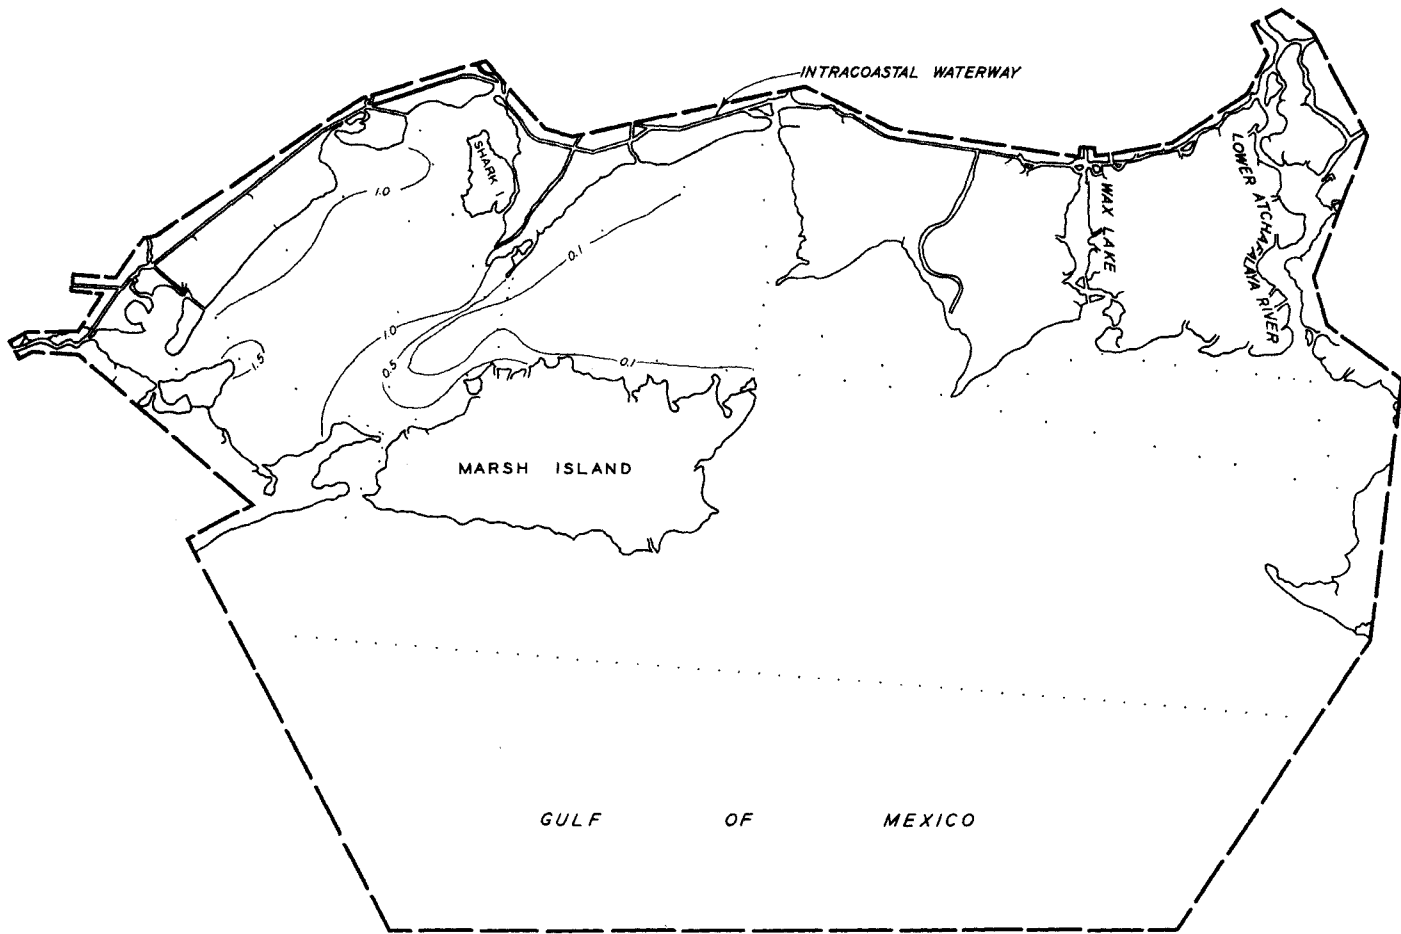 INTRACOASTAL WATERWAY
SHARK I.
1.0
LOWER ATCHAFALAYA RIVER
WAX LAKE
0.1
1.0
1.5
0.5
0.1
MARSH ISLAND
GULF OF MEXICO